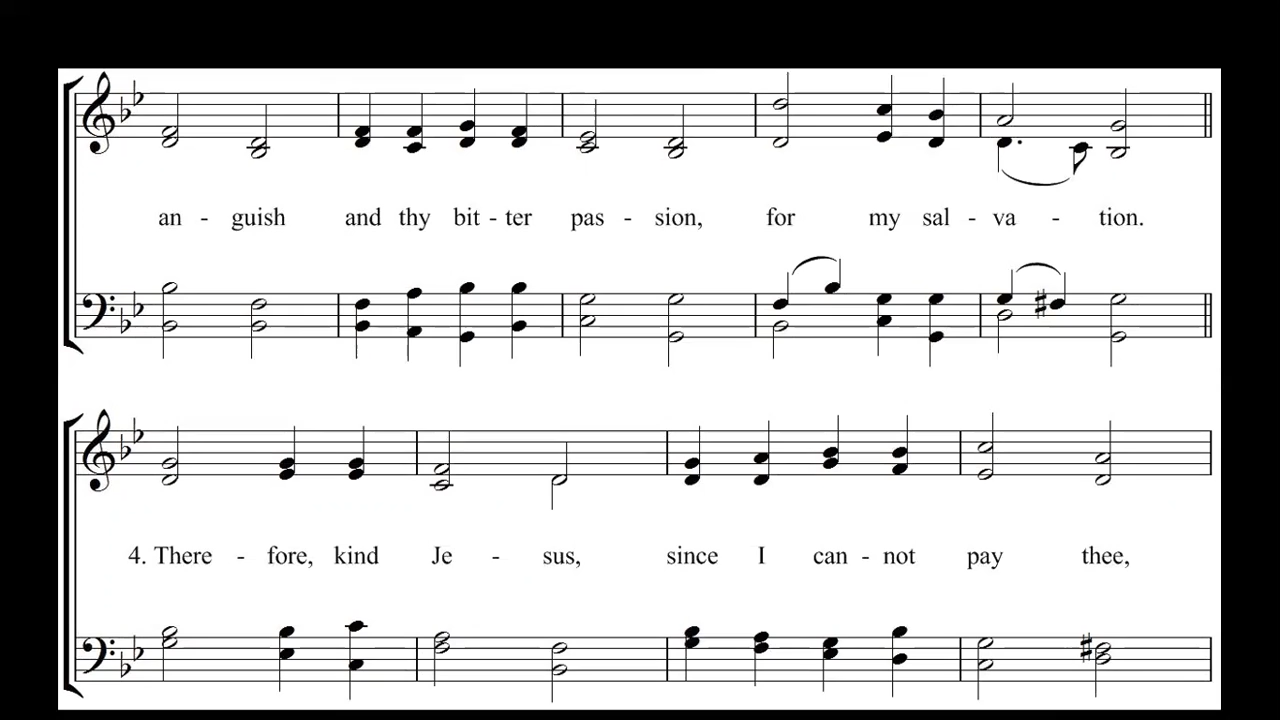 an - guish and thy bit - ter pas - sion, for my sal - va - tion.
4. There - fore, kind Je - sus, since I can - not pay thee,